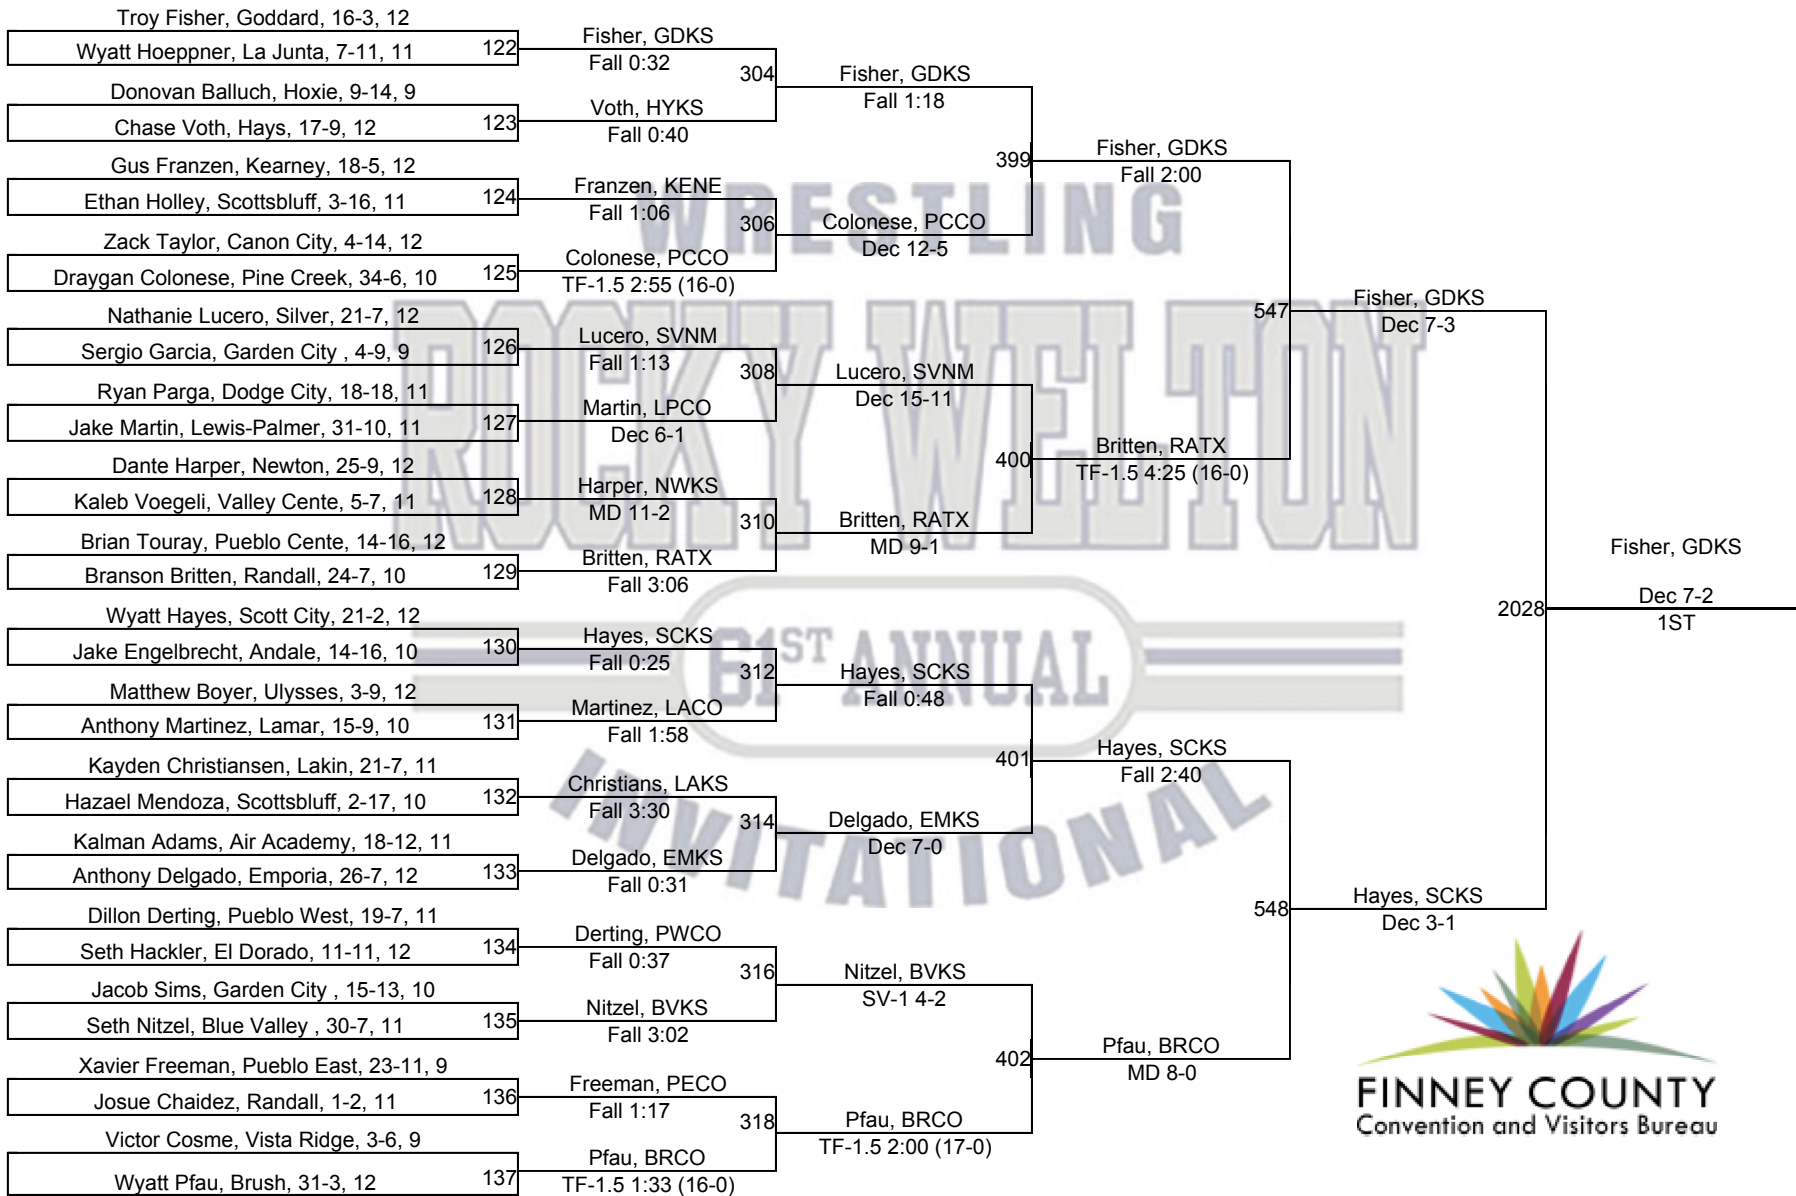 Troy Fisher, Goddard, 16-3, 12
Wyatt Hoeppner, La Junta, 7-11, 11
122
Donovan Balluch, Hoxie, 9-14, 9
Chase Voth, Hays, 17-9, 12
123
Gus Franzen, Kearney, 18-5, 12
Ethan Holley, Scottsbluff, 3-16, 11
124
Zack Taylor, Canon City, 4-14, 12
Draygan Colonese, Pine Creek, 34-6, 10
125
Nathanie Lucero, Silver, 21-7, 12
Sergio Garcia, Garden City , 4-9, 9
126
Ryan Parga, Dodge City, 18-18, 11
Jake Martin, Lewis-Palmer, 31-10, 11
127
Dante Harper, Newton, 25-9, 12
Kaleb Voegeli, Valley Cente, 5-7, 11
128
Brian Touray, Pueblo Cente, 14-16, 12
Branson Britten, Randall, 24-7, 10
129
Wyatt Hayes, Scott City, 21-2, 12
Jake Engelbrecht, Andale, 14-16, 10
130
Matthew Boyer, Ulysses, 3-9, 12
Anthony Martinez, Lamar, 15-9, 10
131
Kayden Christiansen, Lakin, 21-7, 11
Hazael Mendoza, Scottsbluff, 2-17, 10
132
Kalman Adams, Air Academy, 18-12, 11
Anthony Delgado, Emporia, 26-7, 12
133
Dillon Derting, Pueblo West, 19-7, 11
Seth Hackler, El Dorado, 11-11, 12
134
Jacob Sims, Garden City , 15-13, 10
Seth Nitzel, Blue Valley , 30-7, 11
135
Xavier Freeman, Pueblo East, 23-11, 9
Josue Chaidez, Randall, 1-2, 11
136
Victor Cosme, Vista Ridge, 3-6, 9
Wyatt Pfau, Brush, 31-3, 12
137
Fisher, GDKS
Fall 0:32
304
Voth, HYKS
Fall 0:40
Franzen, KENE
Fall 1:06
306
Colonese, PCCO
TF-1.5 2:55 (16-0)
Lucero, SVNM
Fall 1:13
308
Martin, LPCO
Dec 6-1
Harper, NWKS
MD 11-2
310
Britten, RATX
Fall 3:06
Hayes, SCKS
Fall 0:25
312
Martinez, LACO
Fall 1:58
Christians, LAKS
Fall 3:30
314
Delgado, EMKS
Fall 0:31
Derting, PWCO
Fall 0:37
316
Nitzel, BVKS
Fall 3:02
Freeman, PECO
Fall 1:17
318
Pfau, BRCO
TF-1.5 1:33 (16-0)
Fisher, GDKS
Fall 1:18
399
Colonese, PCCO
Dec 12-5
Lucero, SVNM
Dec 15-11
400
Britten, RATX
MD 9-1
Hayes, SCKS
Fall 0:48
401
Delgado, EMKS
Dec 7-0
Nitzel, BVKS
SV-1 4-2
402
Pfau, BRCO
TF-1.5 2:00 (17-0)
Fisher, GDKS
Fall 2:00
547
Britten, RATX
TF-1.5 4:25 (16-0)
Hayes, SCKS
Fall 2:40
548
Pfau, BRCO
MD 8-0
Fisher, GDKS
Dec 7-3
2028
Hayes, SCKS
Dec 3-1
Fisher, GDKS
Dec 7-2
1ST
WRESTLING
ROCKY WELTON
61ST ANNUAL
INVITATIONAL
FINNEY COUNTY
Convention and Visitors Bureau